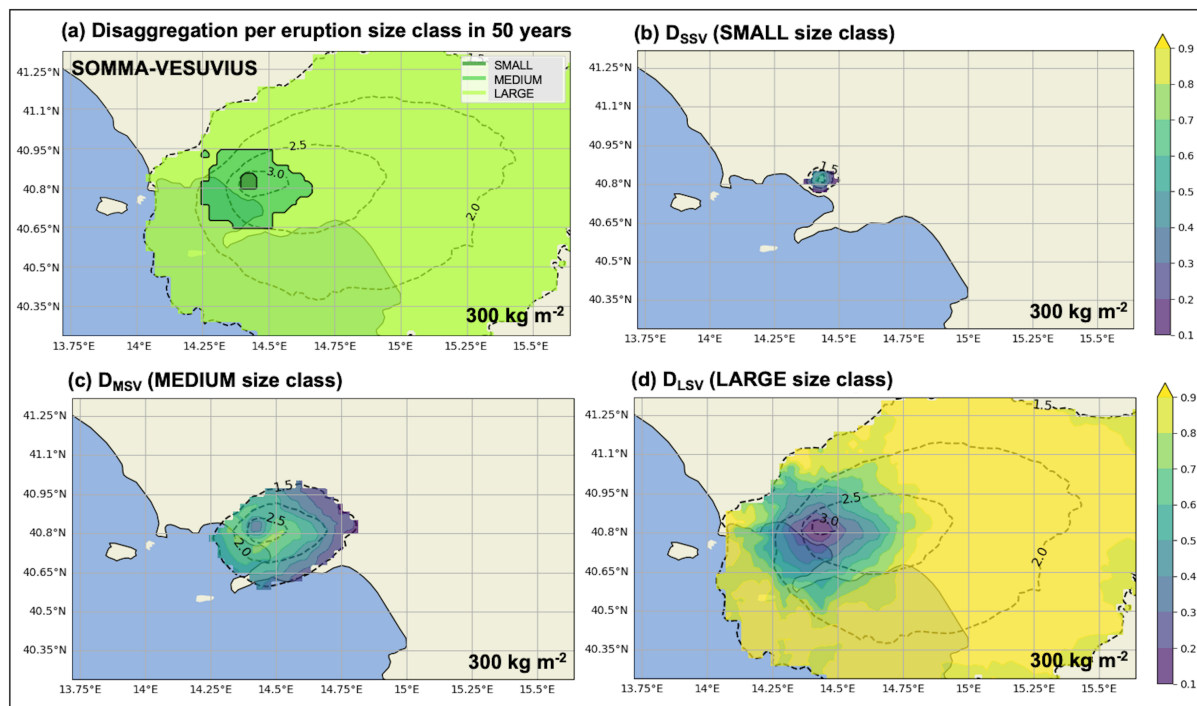 (a) Disaggregation per eruption size class in 50 years
SOMMA-VESUVIUS
SMALL
MEDIUM
LARGE
41.25°N
41.1°N
40.95°N
40.8°N
40.65°N
40.5°N
40.35°N
2.5
3.0
2.0
300 kg m-2
13.75°E 14°E 14.25°E 14.5°E 14.75°E 15°E 15.25°E 15.5°E
(b) DSSV (SMALL size class)
41.25°N
41.1°N
40.95°N
40.8°N
40.65°N
40.5°N
40.35°N
1.5
300 kg m-2
13.75°E 14°E 14.25°E 14.5°E 14.75°E 15°E 15.25°E 15.5°E
0.9
0.8
0.7
0.6
0.5
0.4
0.3
0.2
0.1
(c) DMSV (MEDIUM size class)
41.25°N
41.1°N
40.95°N
40.8°N
40.65°N
40.5°N
40.35°N
1.5
2.5
2.0
300 kg m-2
13.75°E 14°E 14.25°E 14.5°E 14.75°E 15°E 15.25°E 15.5°E
(d) DLSV (LARGE size class)
41.25°N
41.1°N
40.95°N
40.8°N
40.65°N
40.5°N
40.35°N
1.5
2.5
3.0
2.0
300 kg m-2
13.75°E 14°E 14.25°E 14.5°E 14.75°E 15°E 15.25°E 15.5°E
0.9
0.8
0.7
0.6
0.5
0.4
0.3
0.2
0.1